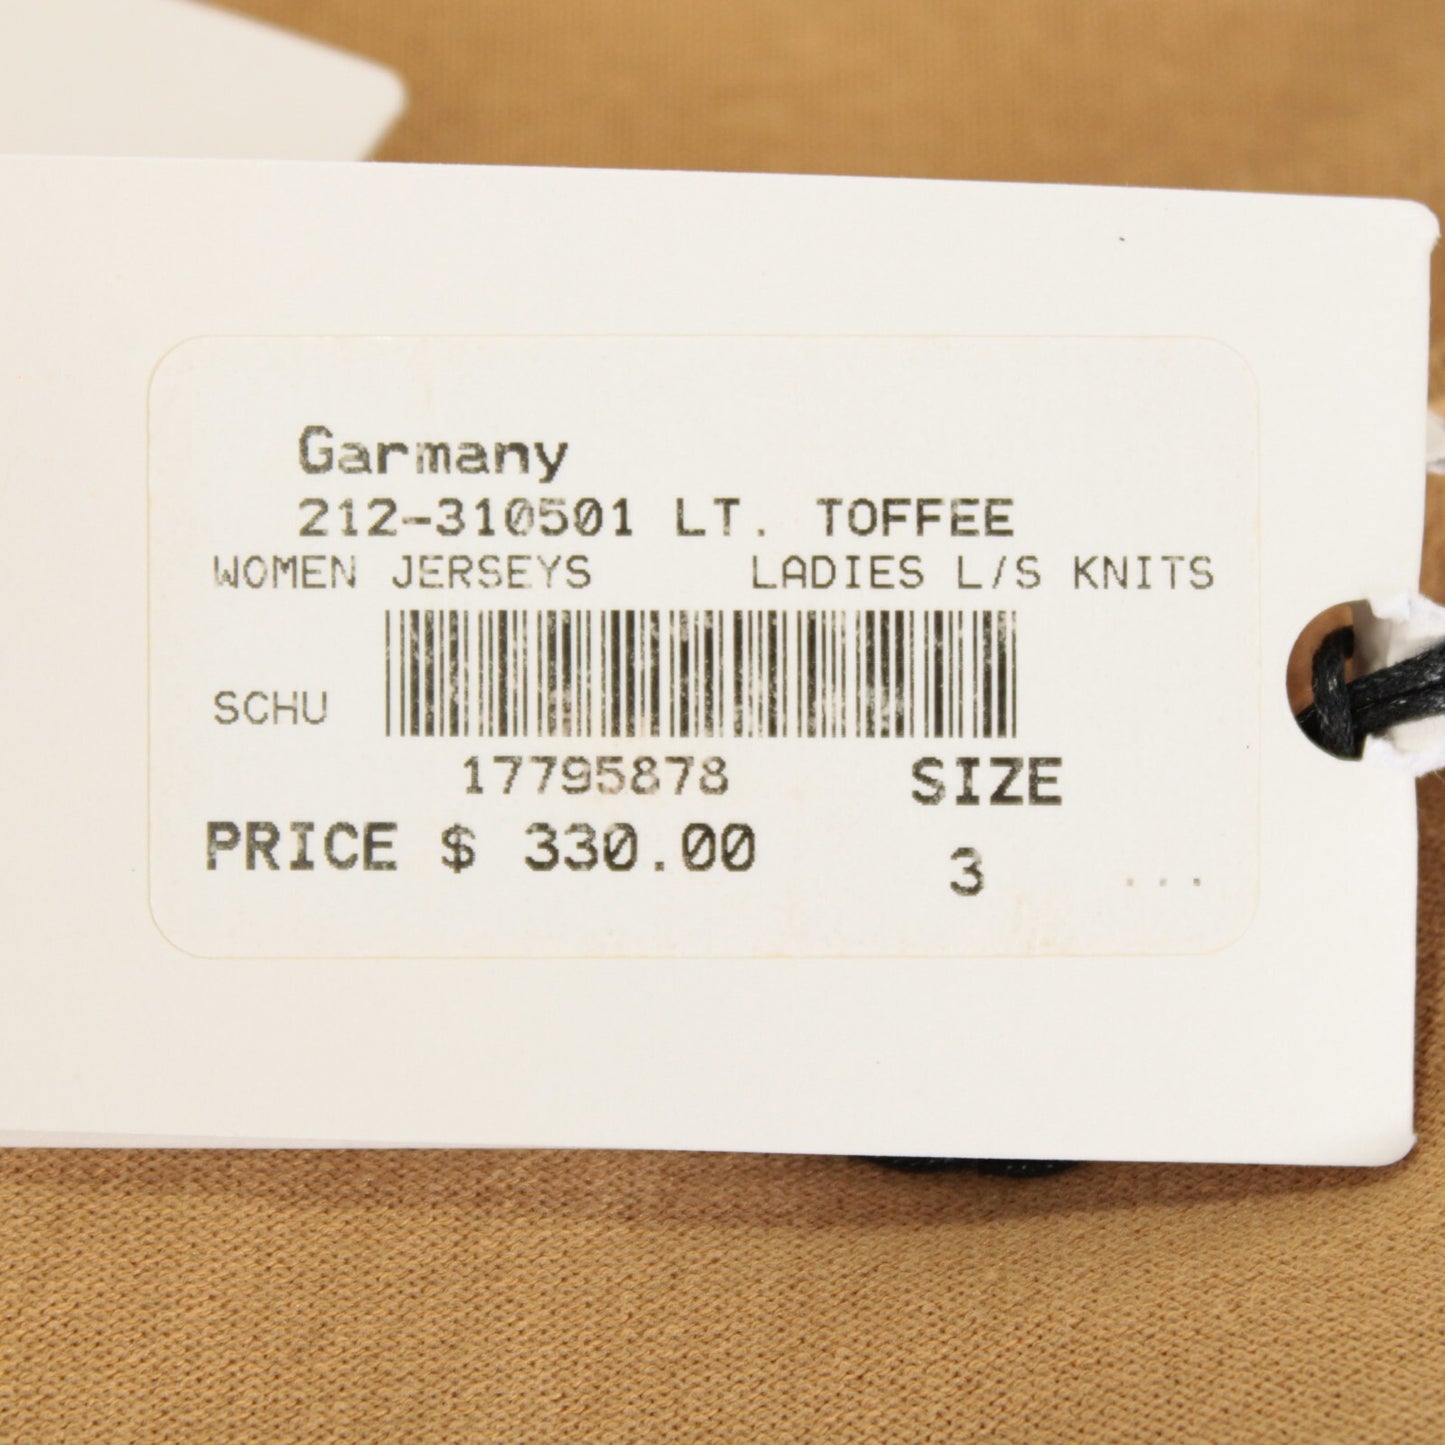 Garmany
212-310501 LT. TOFFEE
WOMEN JERSEYS LADIES L/S KNITS
SCHU
17795878 SIZE
PRICE $ 330.00 3 ...